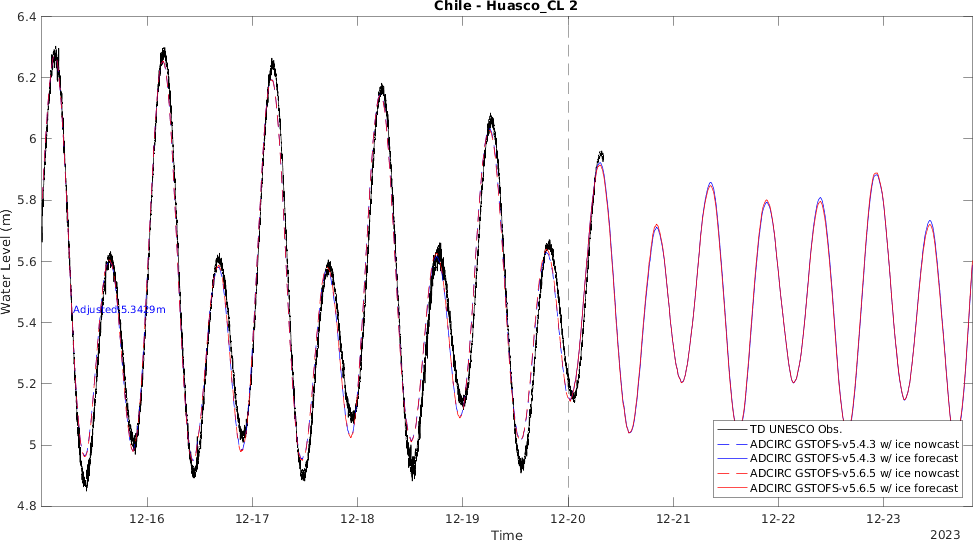 Chile - Huasco_CL 2
Water Level (m)
6.4
6.2
6
5.8
5.6
5.4
5.2
5
4.8
Adjusted:5.3429m
TD UNESCO Obs.
ADCIRC GSTOFS-v5.4.3 w/ ice nowcast
ADCIRC GSTOFS-v5.4.3 w/ ice forecast
ADCIRC GSTOFS-v5.6.5 w/ ice nowcast
ADCIRC GSTOFS-v5.6.5 w/ ice forecast
12-16 12-17 12-18 12-19 12-20 12-21 12-22 12-23
Time
2023